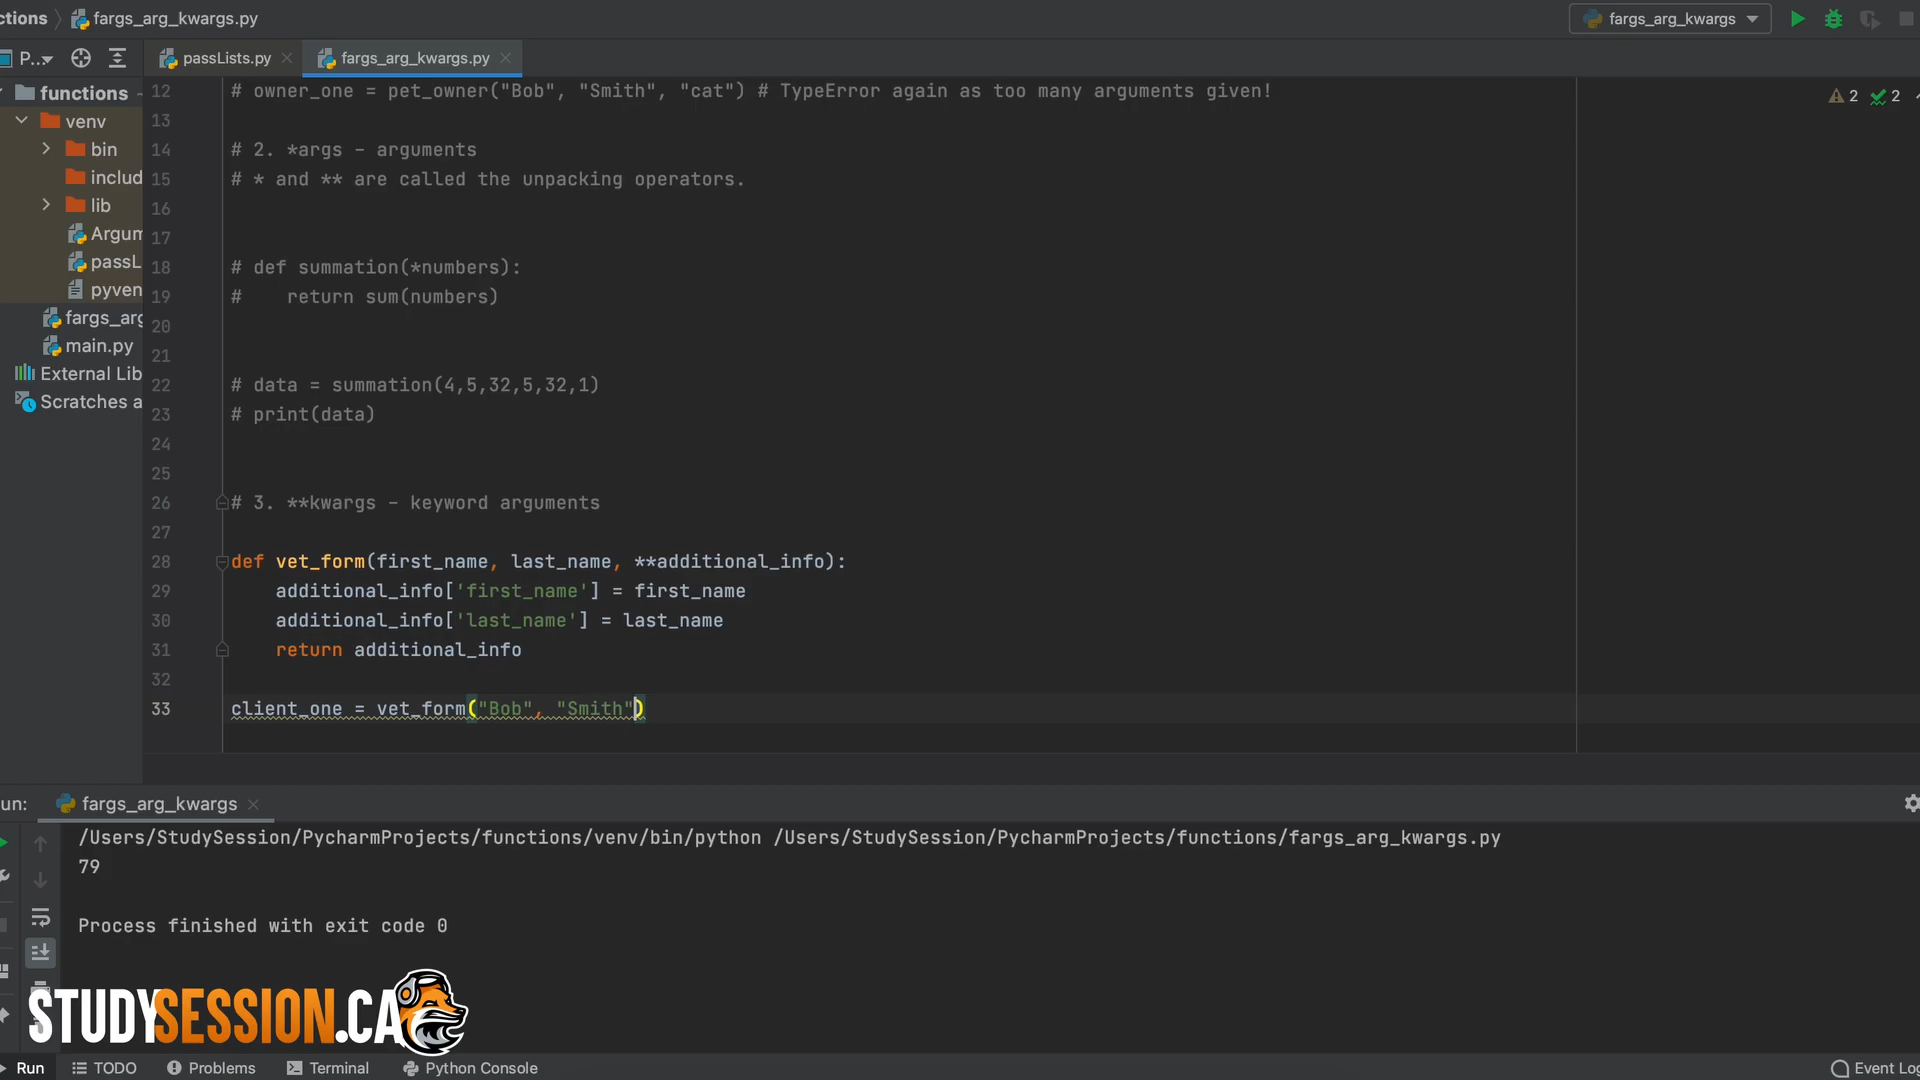 ctions fargs_arg_kwargs.py fargs_arg_kwargs
P... passLists.py fargs_arg_kwargs.py
functions
venv
bin
includ
lib
Argum
passL
pyven
fargs_arg
main.py
External Lib
Scratches a
2 2
12 # owner_one = pet_owner("Bob", "Smith", "cat") # TypeError again as too many arguments given!
13
14 # 2. *args - arguments
15 # * and ** are called the unpacking operators.
16
17
18 # def summation(*numbers):
19 #    return sum(numbers)
20
21
22 # data = summation(4,5,32,5,32,1)
23 # print(data)
24
25
26 # 3. **kwargs - keyword arguments
27
28 def vet_form(first_name, last_name, **additional_info):
29     additional_info['first_name'] = first_name
30     additional_info['last_name'] = last_name
31     return additional_info
32
33 client_one = vet_form("Bob", "Smith")
un: fargs_arg_kwargs
/Users/StudySession/PycharmProjects/functions/venv/bin/python /Users/StudySession/PycharmProjects/functions/fargs_arg_kwargs.py
79
Process finished with exit code 0
STUDYSESSION.CA
Run TODO Problems Terminal Python Console Event Log